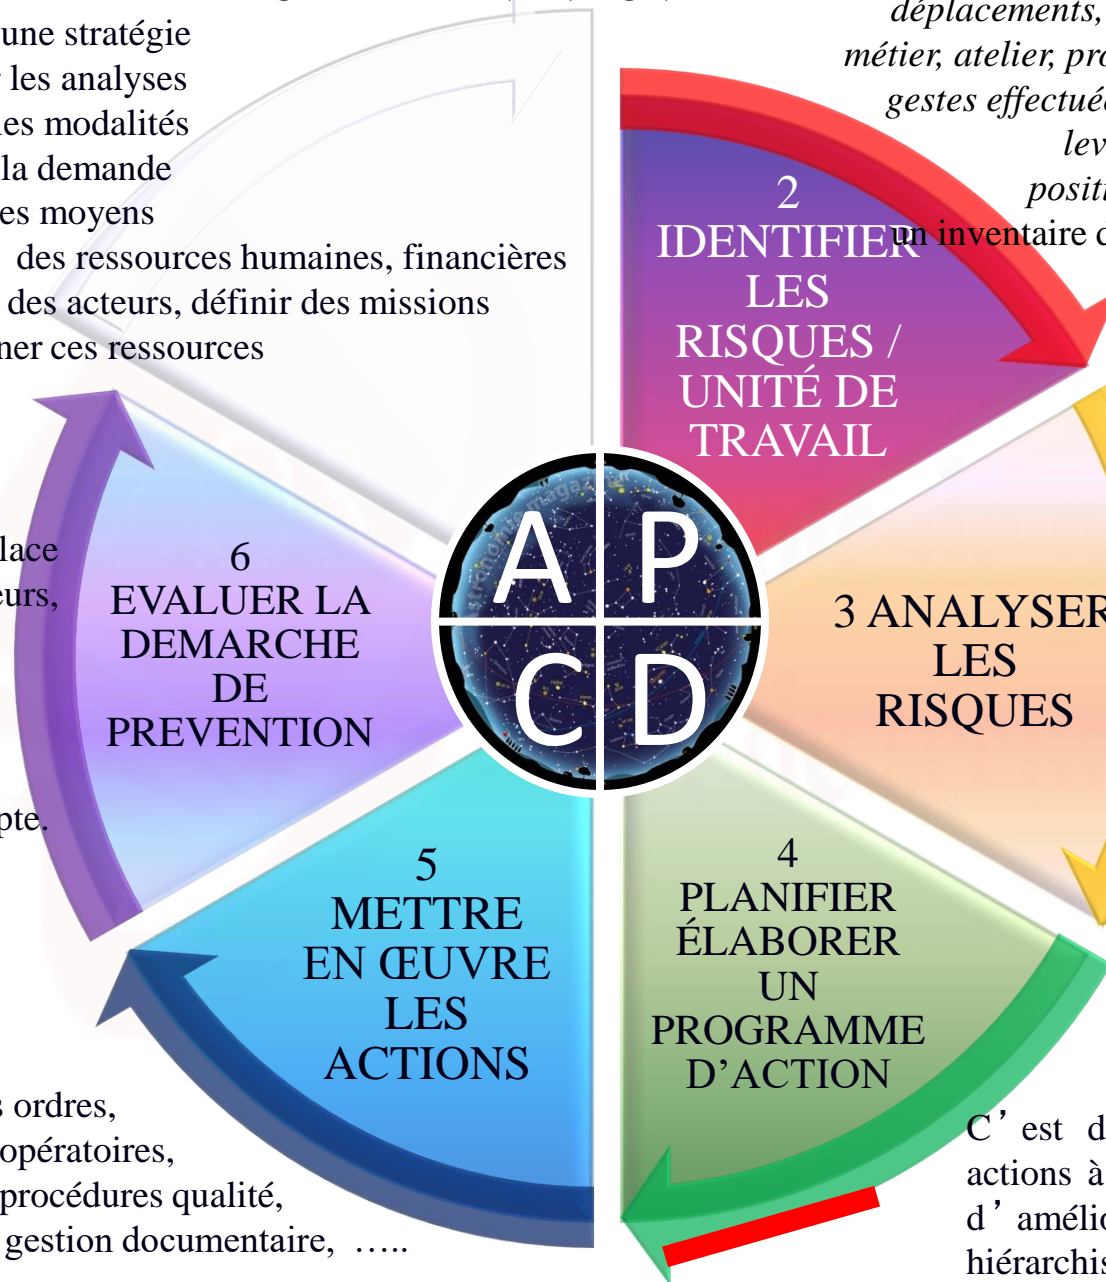 une stratégie
les analyses
les modalités
la demande
es moyens
des ressources humaines, financières
des acteurs, définir des missions
ner ces ressources
déplacements,
métier, atelier, pro
gestes effectuée
lev
positi
un inventaire d
2
IDENTIFIER
LES
RISQUES /
UNITÉ DE
TRAVAIL
3 ANALYSER
LES
RISQUES
4
PLANIFIER
ÉLABORER
UN
PROGRAMME
D’ACTION
5
METTRE
EN ŒUVRE
LES
ACTIONS
6
EVALUER LA
DEMARCHE
DE
PREVENTION
A P
C D
lace
eurs,
pte.
s ordres,
opératoires,
procédures qualité,
gestion documentaire, …..
C’est d
actions à
d’amélio
hiérarchis